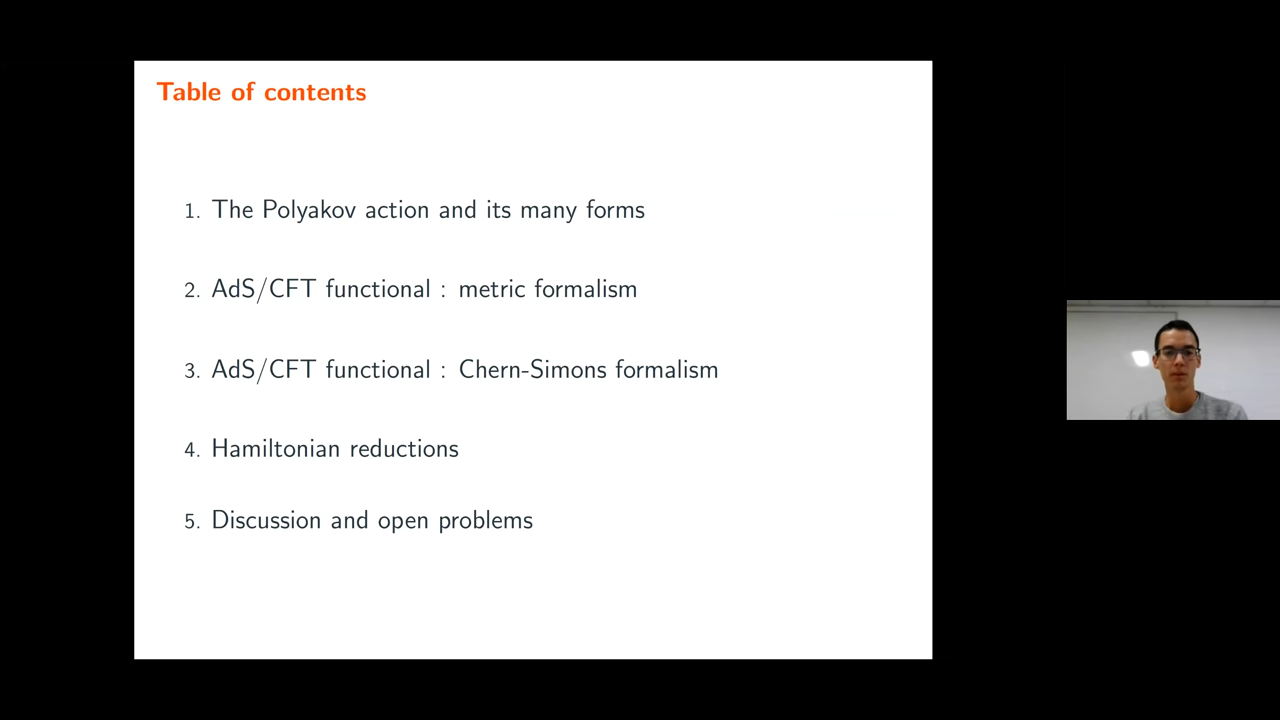 Table of contents
1. The Polyakov action and its many forms
2. AdS/CFT functional : metric formalism
3. AdS/CFT functional : Chern-Simons formalism
4. Hamiltonian reductions
5. Discussion and open problems